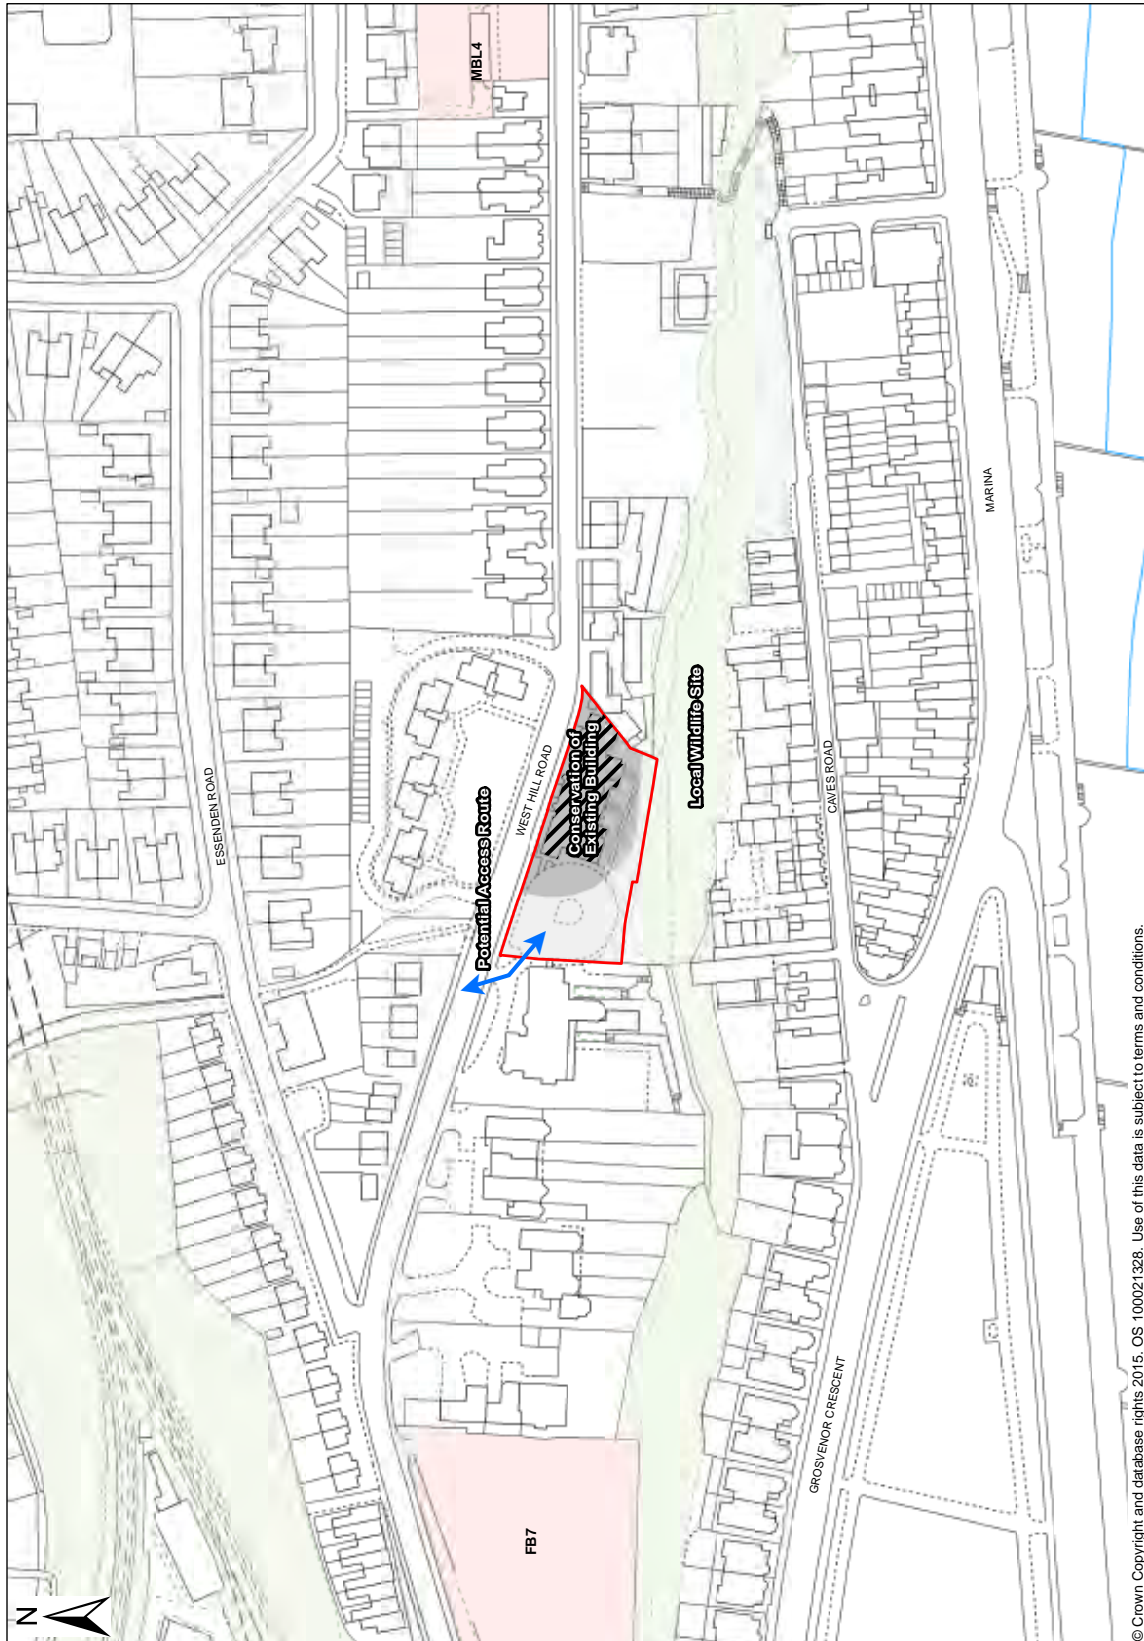 N
ESSENDEN ROAD
MBL4
Potential Access Route
WEST HILL ROAD
Conservation of
Existing Building
Local Wildlife Site
FB7
CAVES ROAD
GROSVENOR CRESCENT
MARINA
© Crown Copyright and database rights 2015. OS 100021328. Use of this data is subject to terms and conditions.